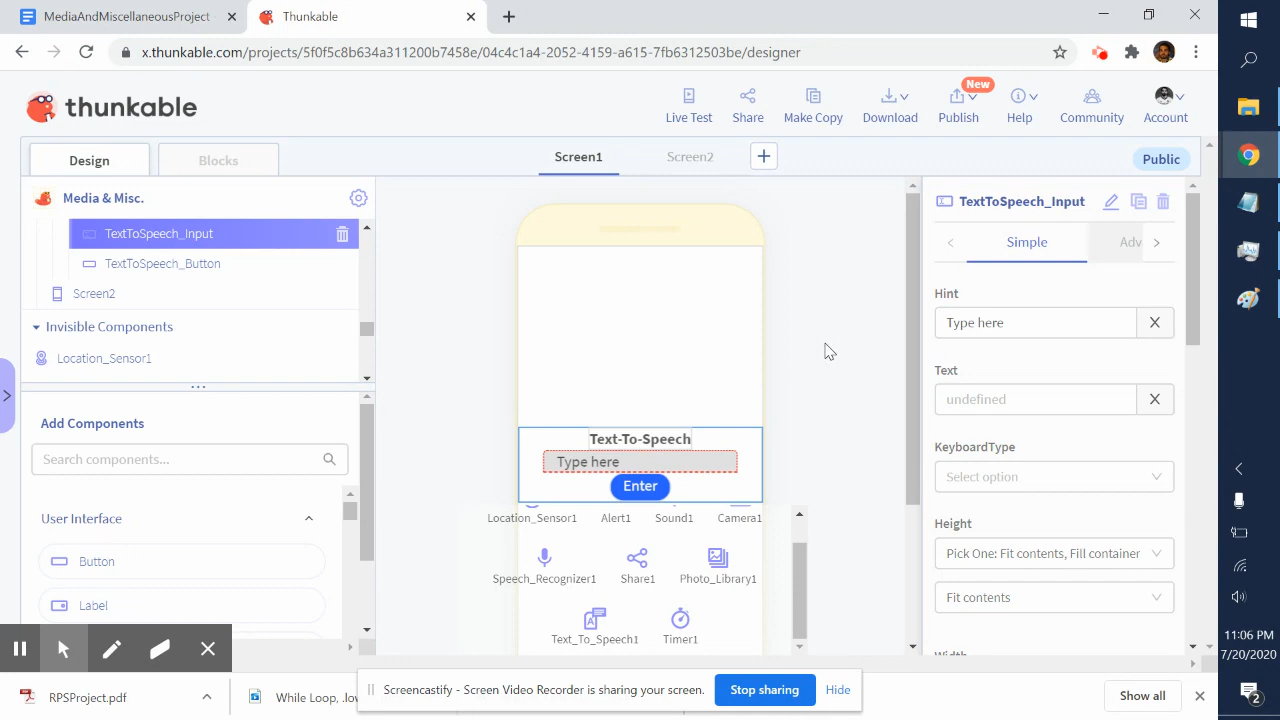 MediaAndMiscellaneousProject
Thunkable
x.thunkable.com/projects/5f0f5c8b634a311200b7458e/04c4c1a4-2052-4159-a615-7fb6312503be/designer
thunkable
New
Live Test
Share
Make Copy
Download
Publish
Help
Community
Account
Design
Blocks
Screen1
Screen2
Public
Media & Misc.
TextToSpeech_Input
TextToSpeech_Button
Screen2
Invisible Components
Location_Sensor1
Add Components
Search components...
User Interface
Button
Label
Text-To-Speech
Type here
Enter
Location_Sensor1
Alert1
Sound1
Camera1
Speech_Recognizer1
Share1
Photo_Library1
Text_To_Speech1
Timer1
TextToSpeech_Input
Simple
Adv
Hint
Type here
Text
undefined
KeyboardType
Select option
Height
Pick One: Fit contents, Fill container
Fit contents
Width
RPSProject.pdf
While Loop, .lo
Screencastify - Screen Video Recorder is sharing your screen.
Stop sharing
Hide
Show all
11:06 PM
7/20/2020
2